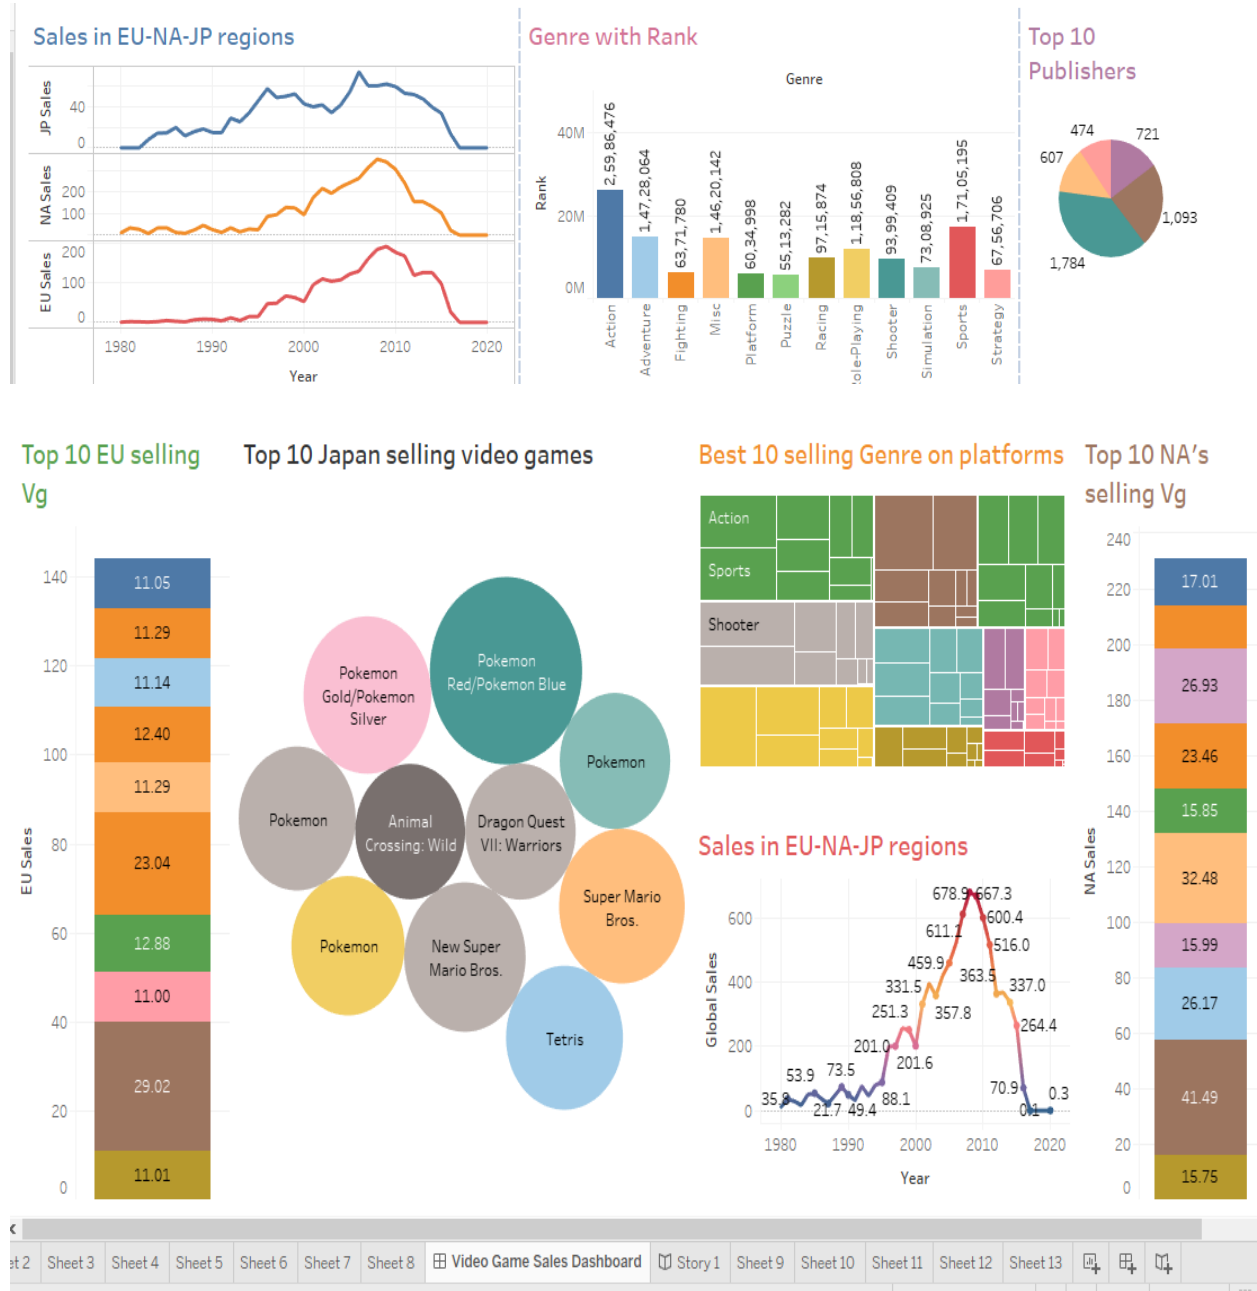 Sales in EU-NA-JP regions
JP Sales
40
0
NA Sales
200
100
EU Sales
200
100
0
1980 1990 2000 2010 2020
Year
Genre with Rank
Genre
Rank
40M
20M
0M
2,59,86,476
1,47,28,064
63,71,780
1,46,20,142
60,34,998
55,13,282
97,15,874
1,18,56,808
93,99,409
73,08,925
1,71,05,195
67,56,706
Action
Adventure
Fighting
Misc
Platform
Puzzle
Racing
ole-Playing
Shooter
Simulation
Sports
Strategy
Top 10
Publishers
474 721
607
1,093
1,784
Top 10 EU selling
Vg
EU Sales
140
120
100
80
60
40
20
0
11.05
11.29
11.14
12.40
11.29
23.04
12.88
11.00
29.02
11.01
Top 10 Japan selling video games
Pokemon
Gold/Pokemon
Silver
Pokemon
Red/Pokemon Blue
Pokemon
Pokemon
Animal
Crossing: Wild
Dragon Quest
VII: Warriors
Super Mario
Bros.
Pokemon
New Super
Mario Bros.
Tetris
Best 10 selling Genre on platforms
Action
Sports
Shooter
Sales in EU-NA-JP regions
Global Sales
600
400
200
0
35.8
53.9
21.7
73.5
49.4
88.1
201.0
251.3
201.6
331.5
357.8
459.9
611.1
678.9
667.3
600.4
516.0
363.5
337.0
264.4
70.9
0.1
0.3
1980 1990 2000 2010 2020
Year
Top 10 NA's
selling Vg
NA Sales
240
220
200
180
160
140
120
100
80
60
40
20
0
17.01
26.93
23.46
15.85
32.48
15.99
26.17
41.49
15.75
et 2 Sheet 3 Sheet 4 Sheet 5 Sheet 6 Sheet 7 Sheet 8 Video Game Sales Dashboard Story 1 Sheet 9 Sheet 10 Sheet 11 Sheet 12 Sheet 13